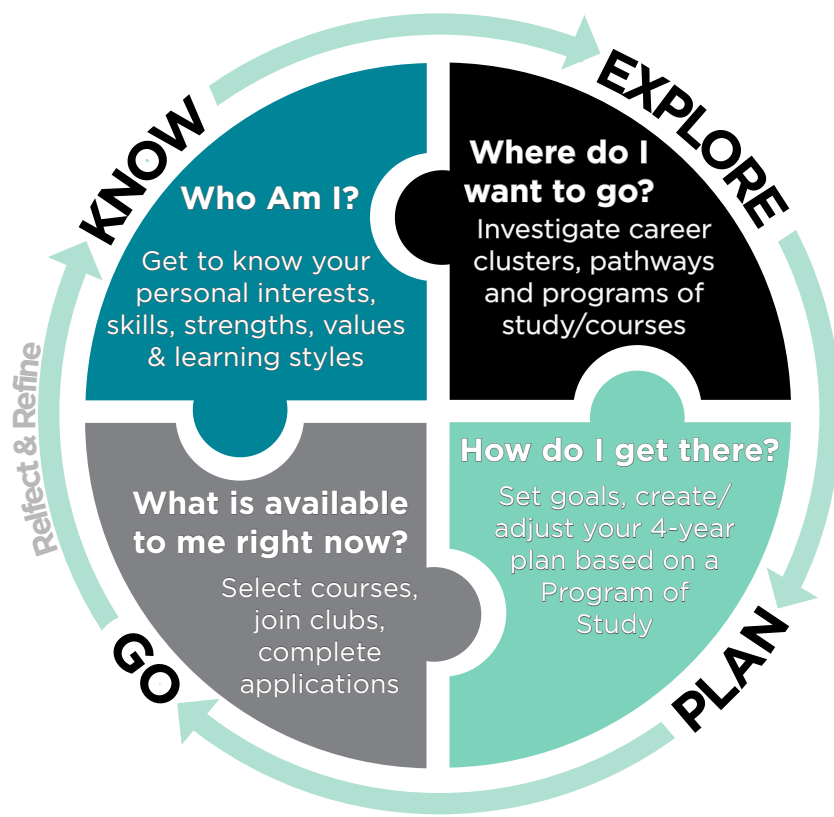 KNOW
Who Am I?
Get to know your
personal interests,
skills, strengths, values
& learning styles
EXPLORE
Where do I
want to go?
Investigate career
clusters, pathways
and programs of
study/courses
PLAN
How do I get there?
Set goals, create/
adjust your 4-year
plan based on a
Program of
Study
GO
What is available
to me right now?
Select courses,
join clubs,
complete
applications
Relfect & Refine